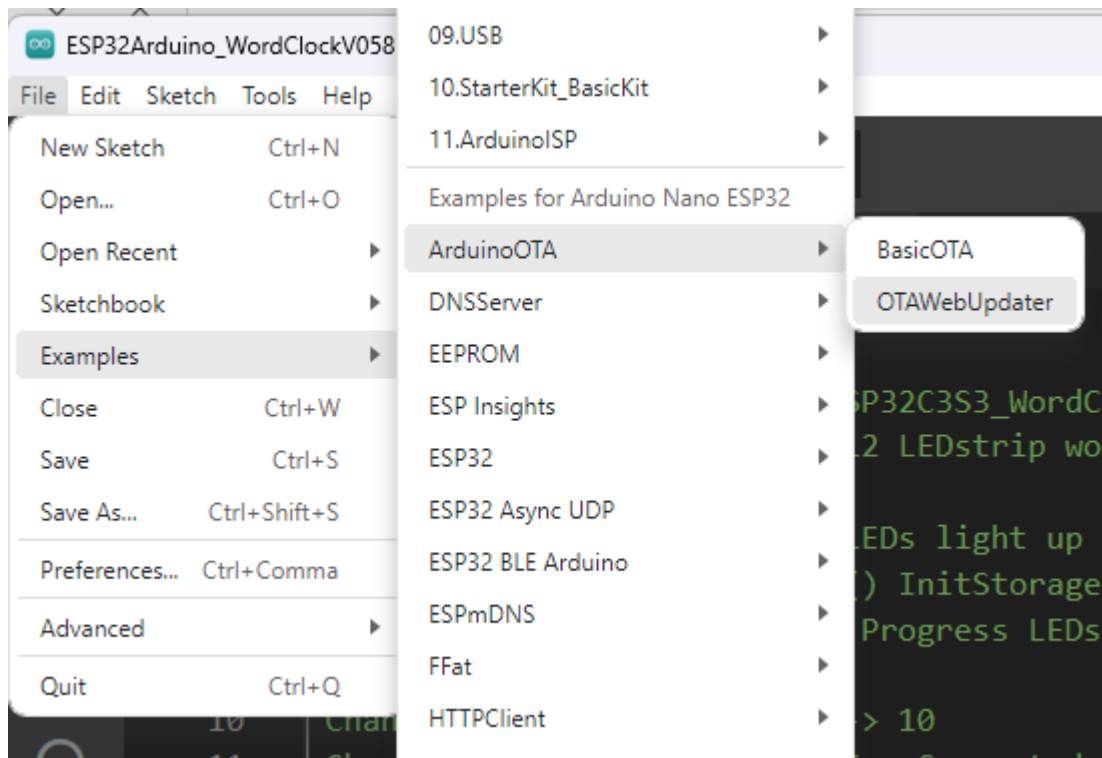 ESP32Arduino_WordClockV058
File Edit Sketch Tools Help
New Sketch Ctrl+N
Open... Ctrl+O
Open Recent
Sketchbook
Examples
Close Ctrl+W
Save Ctrl+S
Save As... Ctrl+Shift+S
Preferences... Ctrl+Comma
Advanced
Quit Ctrl+Q
09.USB
10.StarterKit_BasicKit
11.ArduinoISP
Examples for Arduino Nano ESP32
ArduinoOTA
DNSServer
EEPROM
ESP Insights
ESP32
ESP32 Async UDP
ESP32 BLE Arduino
ESPmDNS
FFat
HTTPClient
BasicOTA
OTAWebUpdater
SP32C3S3_WordC
2 LEDstrip wo
EDs light up
() InitStorage
Progress LEDs
10 Chan > 10